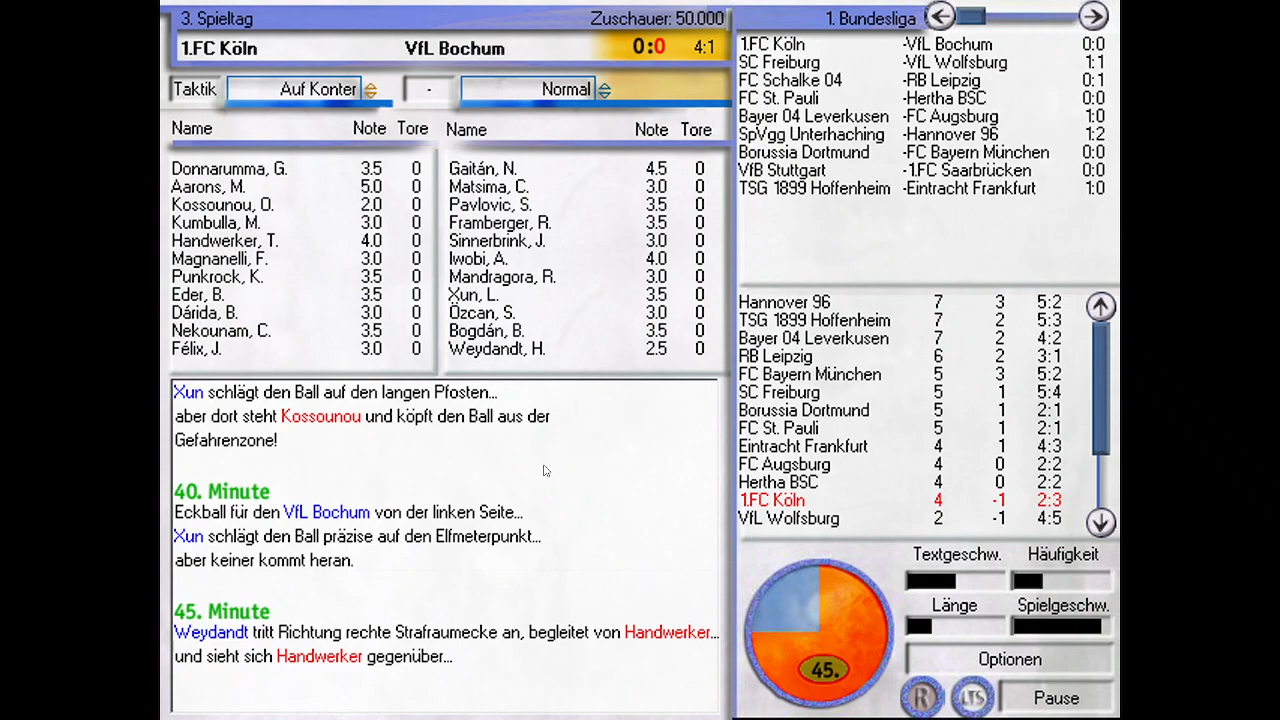 3. Spieltag Zuschauer: 50.000
1.FC Köln VfL Bochum 0:0 4:1
Taktik Auf Konter - Normal
Name Note Tore Name Note Tore
Donnarumma, G. 3.5 0 Gaitán, N. 4.5 0
Aarons, M. 5.0 0 Matsima, C. 3.0 0
Kossounou, O. 2.0 0 Pavlovic, S. 3.5 0
Kumbulla, M. 3.0 0 Framberger, R. 3.5 0
Handwerker, T. 4.0 0 Sinnerbrink, J. 3.0 0
Magnanelli, F. 3.0 0 Iwobi, A. 4.0 0
Punkrock, K. 3.5 0 Mandragora, R. 3.0 0
Eder, B. 3.5 0 Xun, L. 3.5 0
Dárida, B. 3.0 0 Özcan, S. 3.0 0
Nekounam, C. 3.5 0 Bogdán, B. 3.5 0
Félix, J. 3.0 0 Weydandt, H. 2.5 0
Xun schlägt den Ball auf den langen Pfosten...
aber dort steht Kossounou und köpft den Ball aus der
Gefahrenzone!
40. Minute
Eckball für den VfL Bochum von der linken Seite...
Xun schlägt den Ball präzise auf den Elfmeterpunkt...
aber keiner kommt heran.
45. Minute
Weydandt tritt Richtung rechte Strafraumecke an, begleitet von Handwerker...
und sieht sich Handwerker gegenüber...
1. Bundesliga
1.FC Köln -VfL Bochum 0:0
SC Freiburg -VfL Wolfsburg 1:1
FC Schalke 04 -RB Leipzig 0:1
FC St. Pauli -Hertha BSC 0:0
Bayer 04 Leverkusen -FC Augsburg 1:0
SpVgg Unterhaching -Hannover 96 1:2
Borussia Dortmund -FC Bayern München 0:0
VfB Stuttgart -1.FC Saarbrücken 0:0
TSG 1899 Hoffenheim -Eintracht Frankfurt 1:0
Hannover 96 7 3 5:2
TSG 1899 Hoffenheim 7 2 5:3
Bayer 04 Leverkusen 7 2 4:2
RB Leipzig 6 2 3:1
FC Bayern München 5 3 5:2
SC Freiburg 5 1 5:4
Borussia Dortmund 5 1 2:1
FC St. Pauli 5 1 2:1
Eintracht Frankfurt 4 1 4:3
FC Augsburg 4 0 2:2
Hertha BSC 4 0 2:2
1.FC Köln 4 -1 2:3
VfL Wolfsburg 2 -1 4:5
Textgeschw. Häufigkeit
Länge Spielgeschw.
45.
Optionen
R LTS Pause